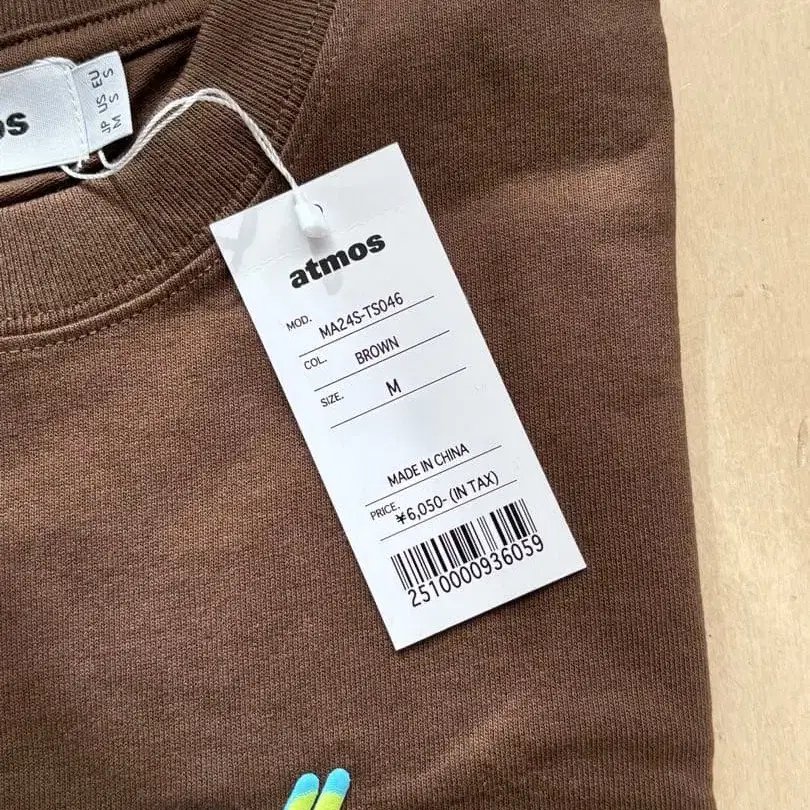 os
JP US EU
M S S
atmos
MOD. MA24S-TS046
COL. BROWN
SIZE. M
MADE IN CHINA
PRICE. ¥6,050- (IN TAX)
2510000936059